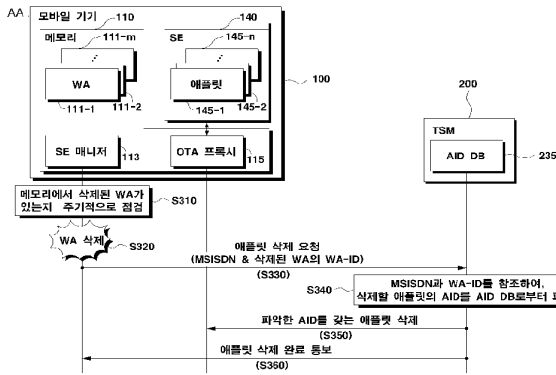 AA
모바일 기기
110
140
메모리
111-m
SE
145-n
WA
애플릿
100
111-1
111-2
145-1
145-2
200
TSM
AID DB
235
SE 매니저
113
OTA 프록시
115
메모리에서 삭제된 WA가
있는지 주기적으로 점검
S310
WA 삭제
S320
애플릿 삭제 요청
(MSISDN & 삭제된 WA의 WA-ID)
(S330)
S340
MSISDN과 WA-ID를 참조하여,
삭제할 애플릿의 AID를 AID DB로부터
파악한 AID를 갖는 애플릿 삭제
(S350)
애플릿 삭제 완료 통보
(S360)